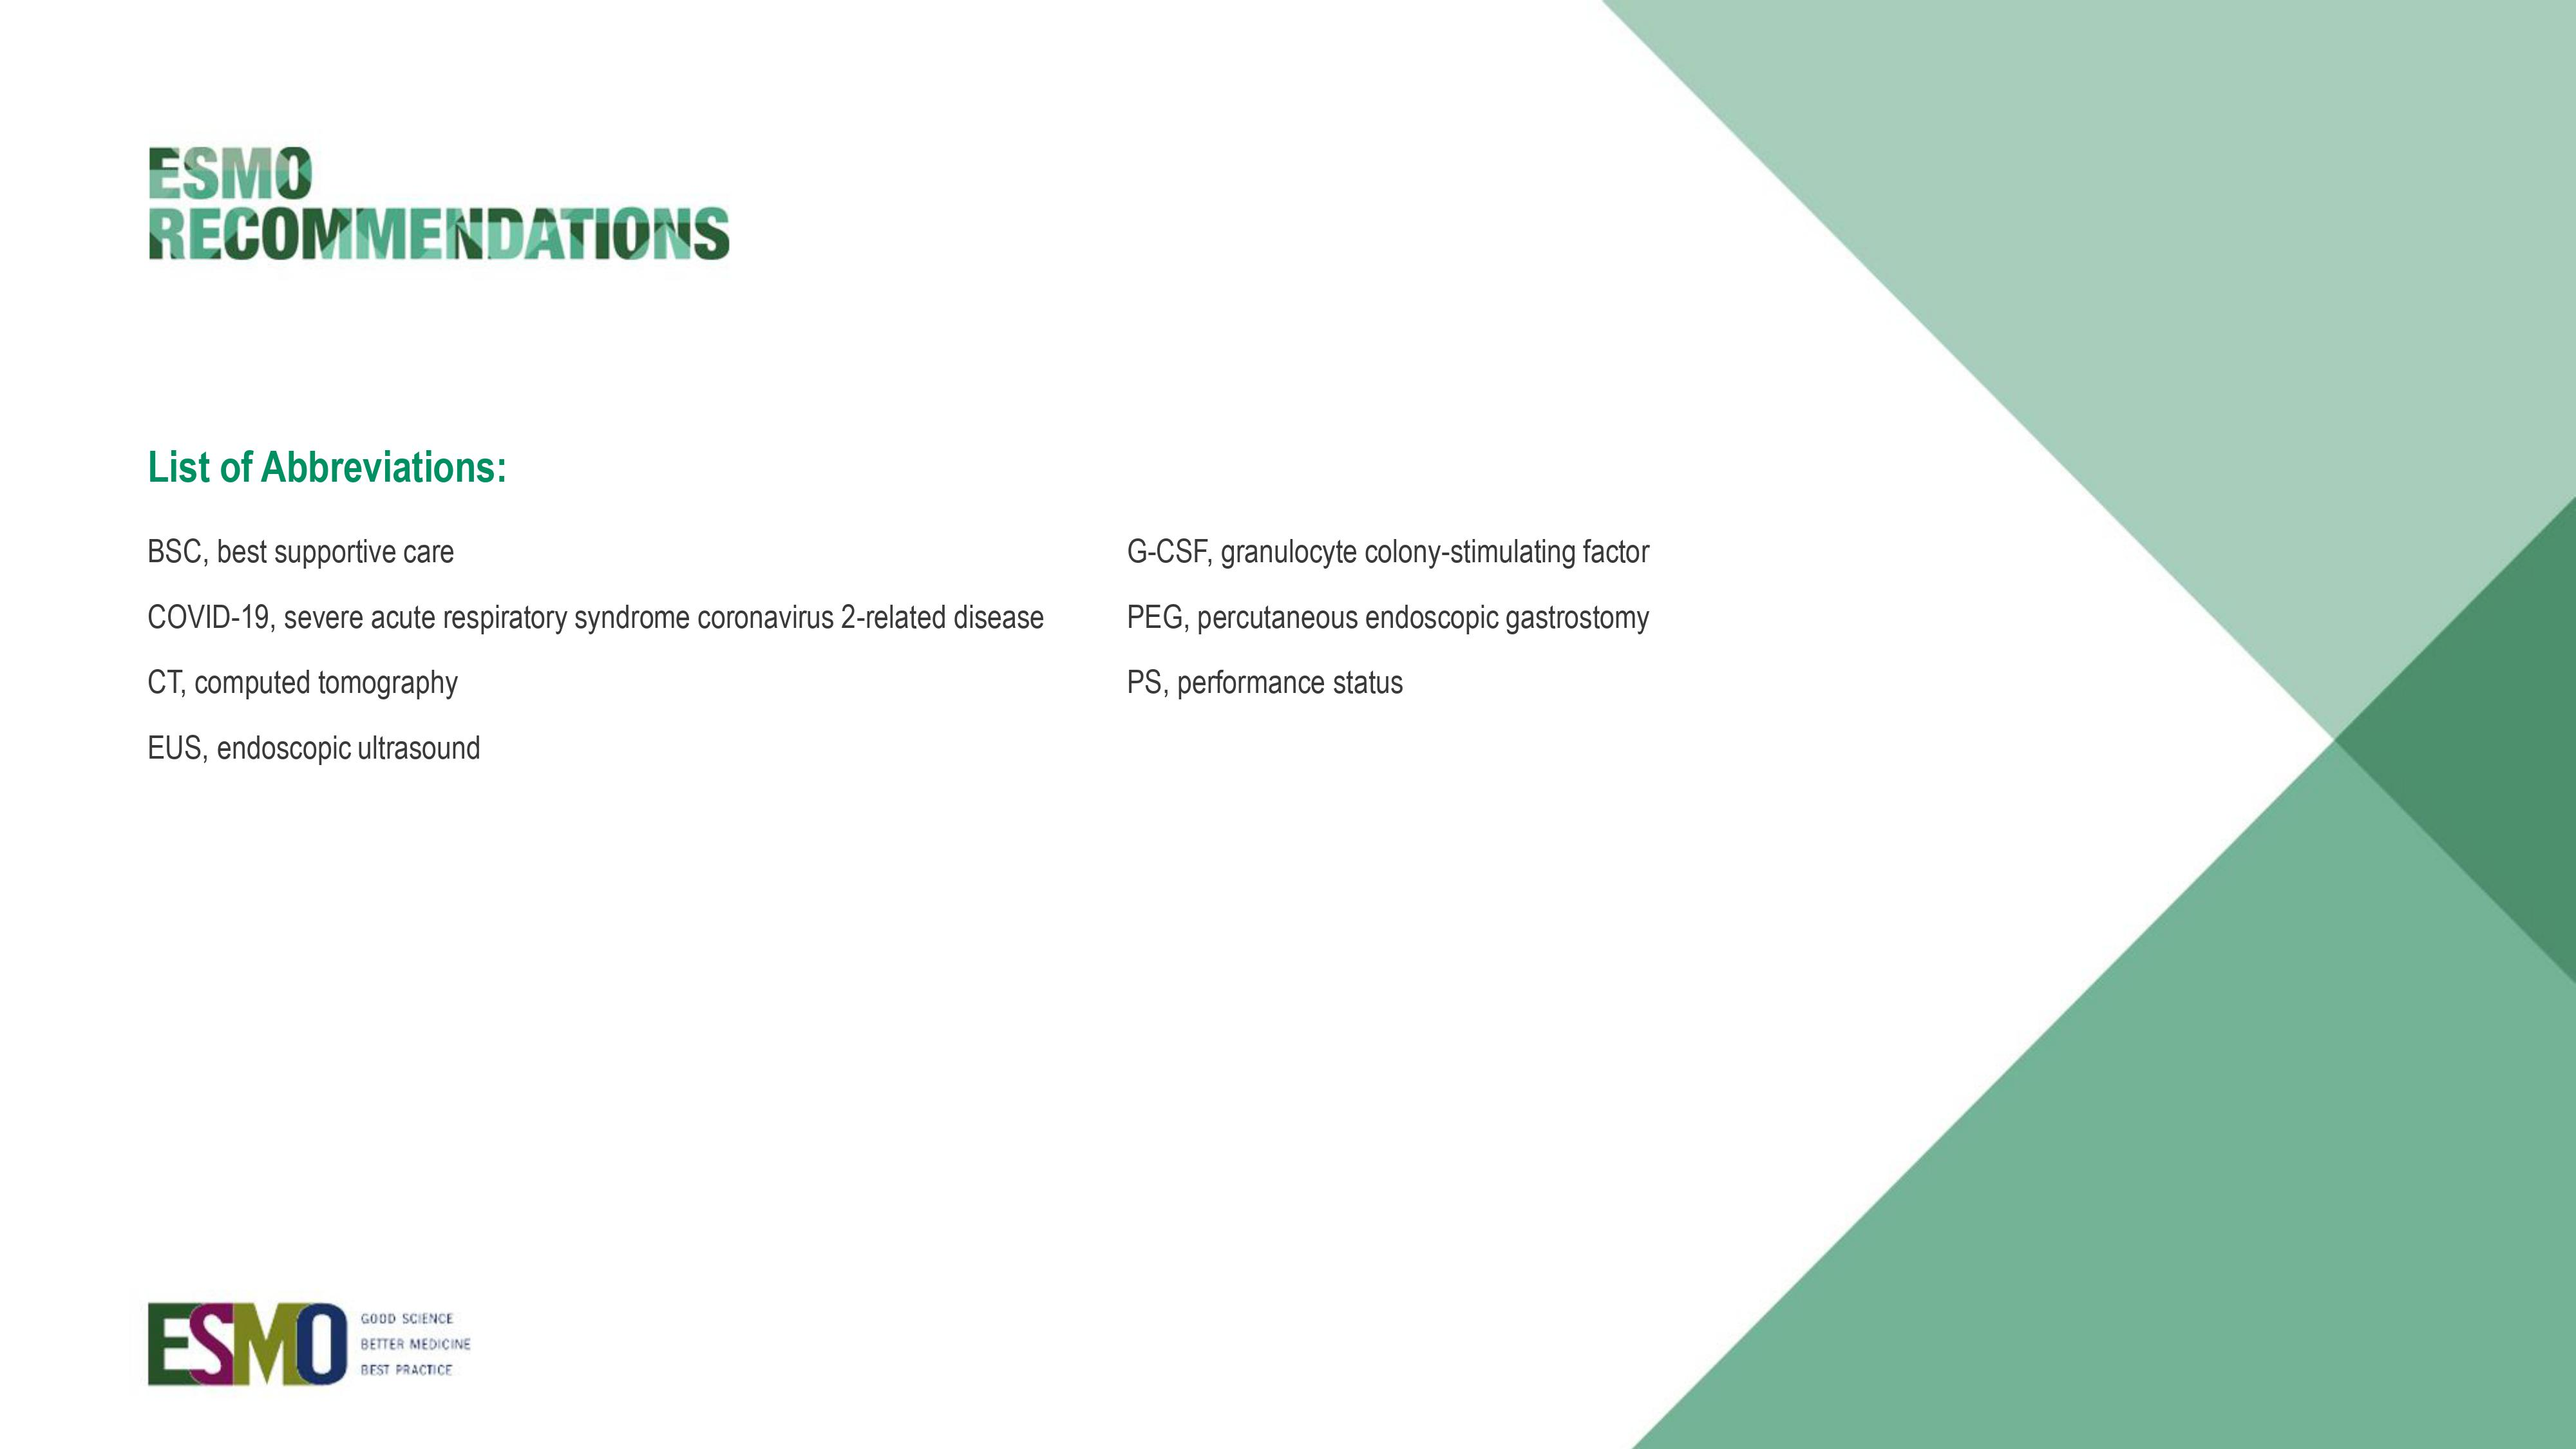 ESMO
RECOMMENDATIONS
List of Abbreviations:
BSC, best supportive care
COVID-19, severe acute respiratory syndrome coronavirus 2-related disease
CT, computed tomography
EUS, endoscopic ultrasound
G-CSF, granulocyte colony-stimulating factor
PEG, percutaneous endoscopic gastrostomy
PS, performance status
ESMO
GOOD SCIENCE
BETTER MEDICINE
BEST PRACTICE